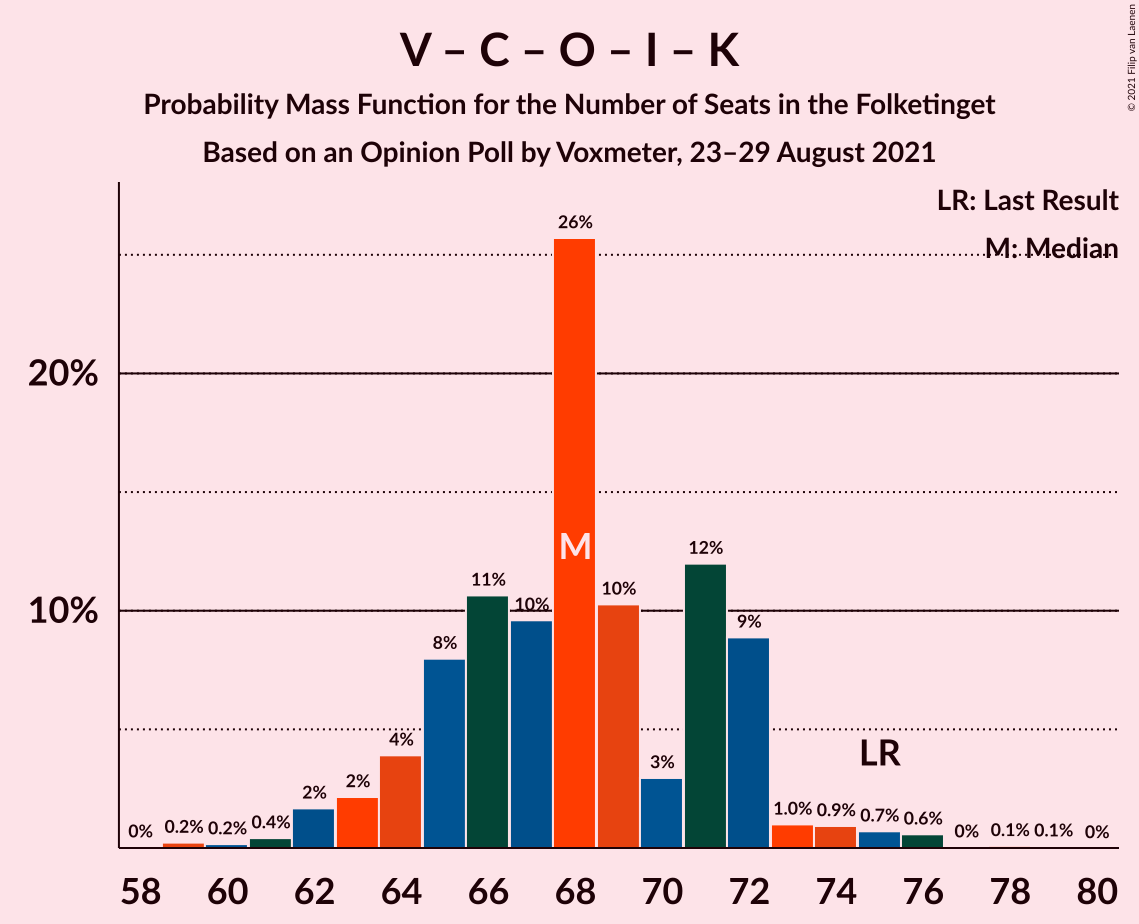 V – C – O – I – K
Probability Mass Function for the Number of Seats in the Folketinget
Based on an Opinion Poll by Voxmeter, 23–29 August 2021
© 2021 Filip van Laenen
LR: Last Result
M: Median
20%
10%
0%
0.2%
0.2%
0.4%
2%
2%
4%
8%
11%
10%
26%
M
10%
3%
12%
9%
1.0%
0.9%
LR
0.7%
0.6%
0%
0.1%
0.1%
0%
58 60 62 64 66 68 70 72 74 76 78 80